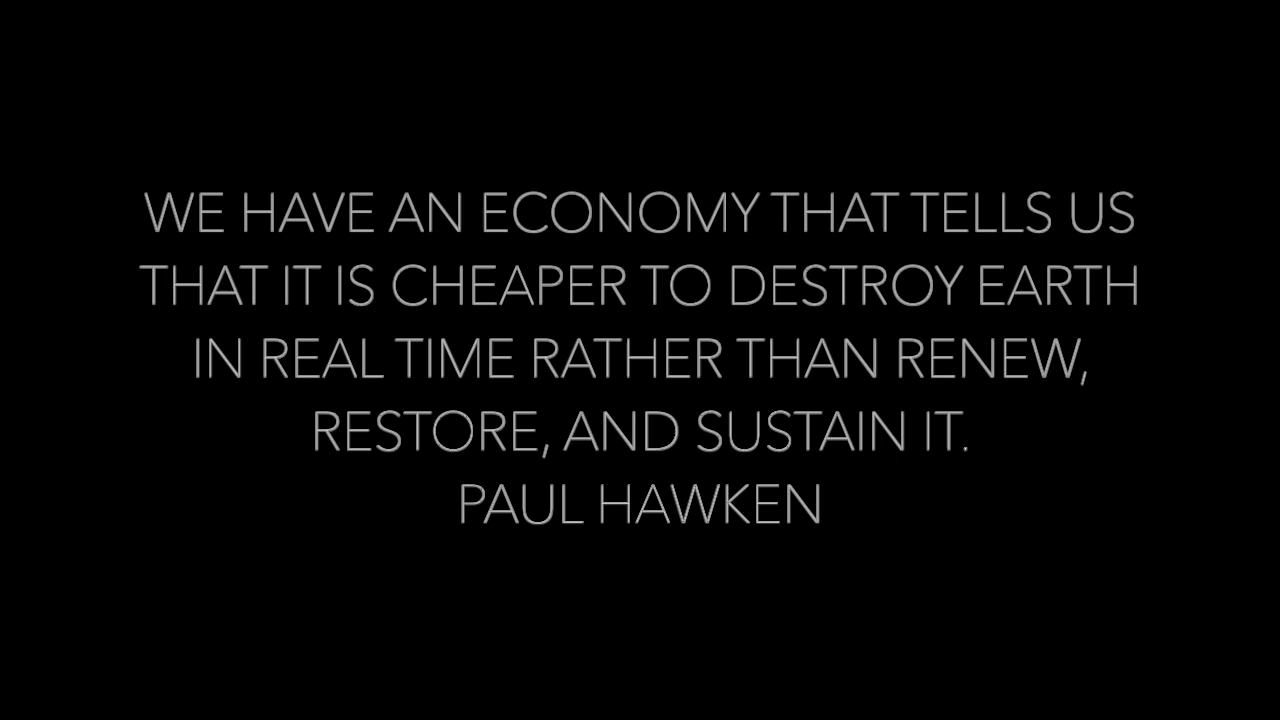 WE HAVE AN ECONOMY THAT TELLS US
THAT IT IS CHEAPER TO DESTROY EARTH
IN REAL TIME RATHER THAN RENEW,
RESTORE, AND SUSTAIN IT.
PAUL HAWKEN